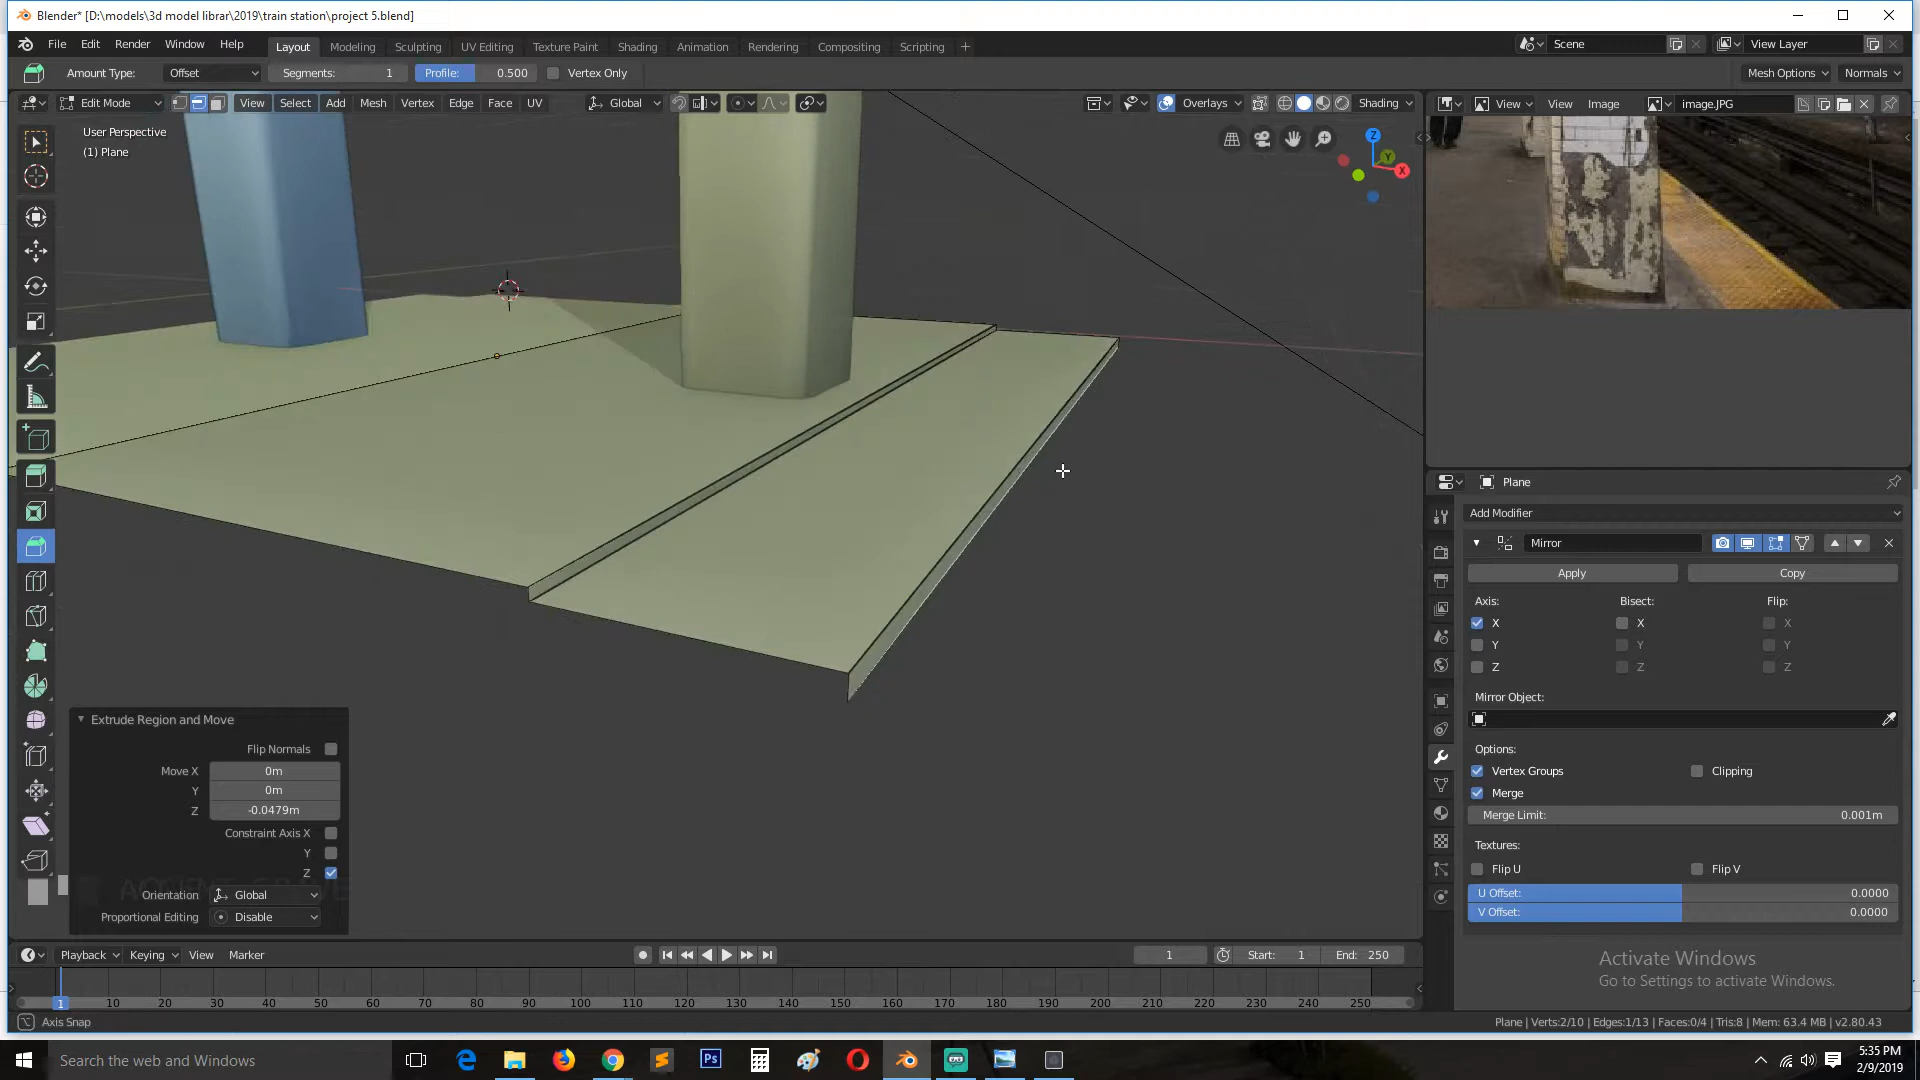 Blender* [D:\models\3d model librar\2019\train station\project 5.blend]
File Edit Render Window Help Layout Modeling Sculpting UV Editing Texture Paint Shading Animation Rendering Compositing Scripting + Scene View Layer
Amount Type: Offset Segments: 1 Profile: 0.500 Vertex Only Mesh Options Normals
Edit Mode View Select Add Mesh Vertex Edge Face UV Global Overlays Shading View View Image image.JPG
User Perspective
(1) Plane
Z
Y
X
Plane
Add Modifier
Mirror
Apply Copy
Axis: Bisect: Flip:
X X X
Y Y Y
Z Z Z
Mirror Object:
Options:
Vertex Groups Clipping
Merge
Merge Limit: 0.001m
Textures:
Flip U Flip V
U Offset: 0.0000
V Offset: 0.0000
Extrude Region and Move
Flip Normals
Move X 0m
Y 0m
Z -0.0479m
Constraint Axis X
Y
Z
Orientation Global
Proportional Editing Disable
Activate Windows
Go to Settings to activate Windows.
Playback Keying View Marker 1 Start: 1 End: 250
1 10 20 30 40 50 60 70 80 90 100 110 120 130 140 150 160 170 180 190 200 210 220 230 240 250
Axis Snap Plane | Verts:2/10 | Edges:1/13 | Faces:0/4 | Tris:8 | Mem: 63.4 MB | v2.80.43
Search the web and Windows
Ps
5:35 PM
2/9/2019